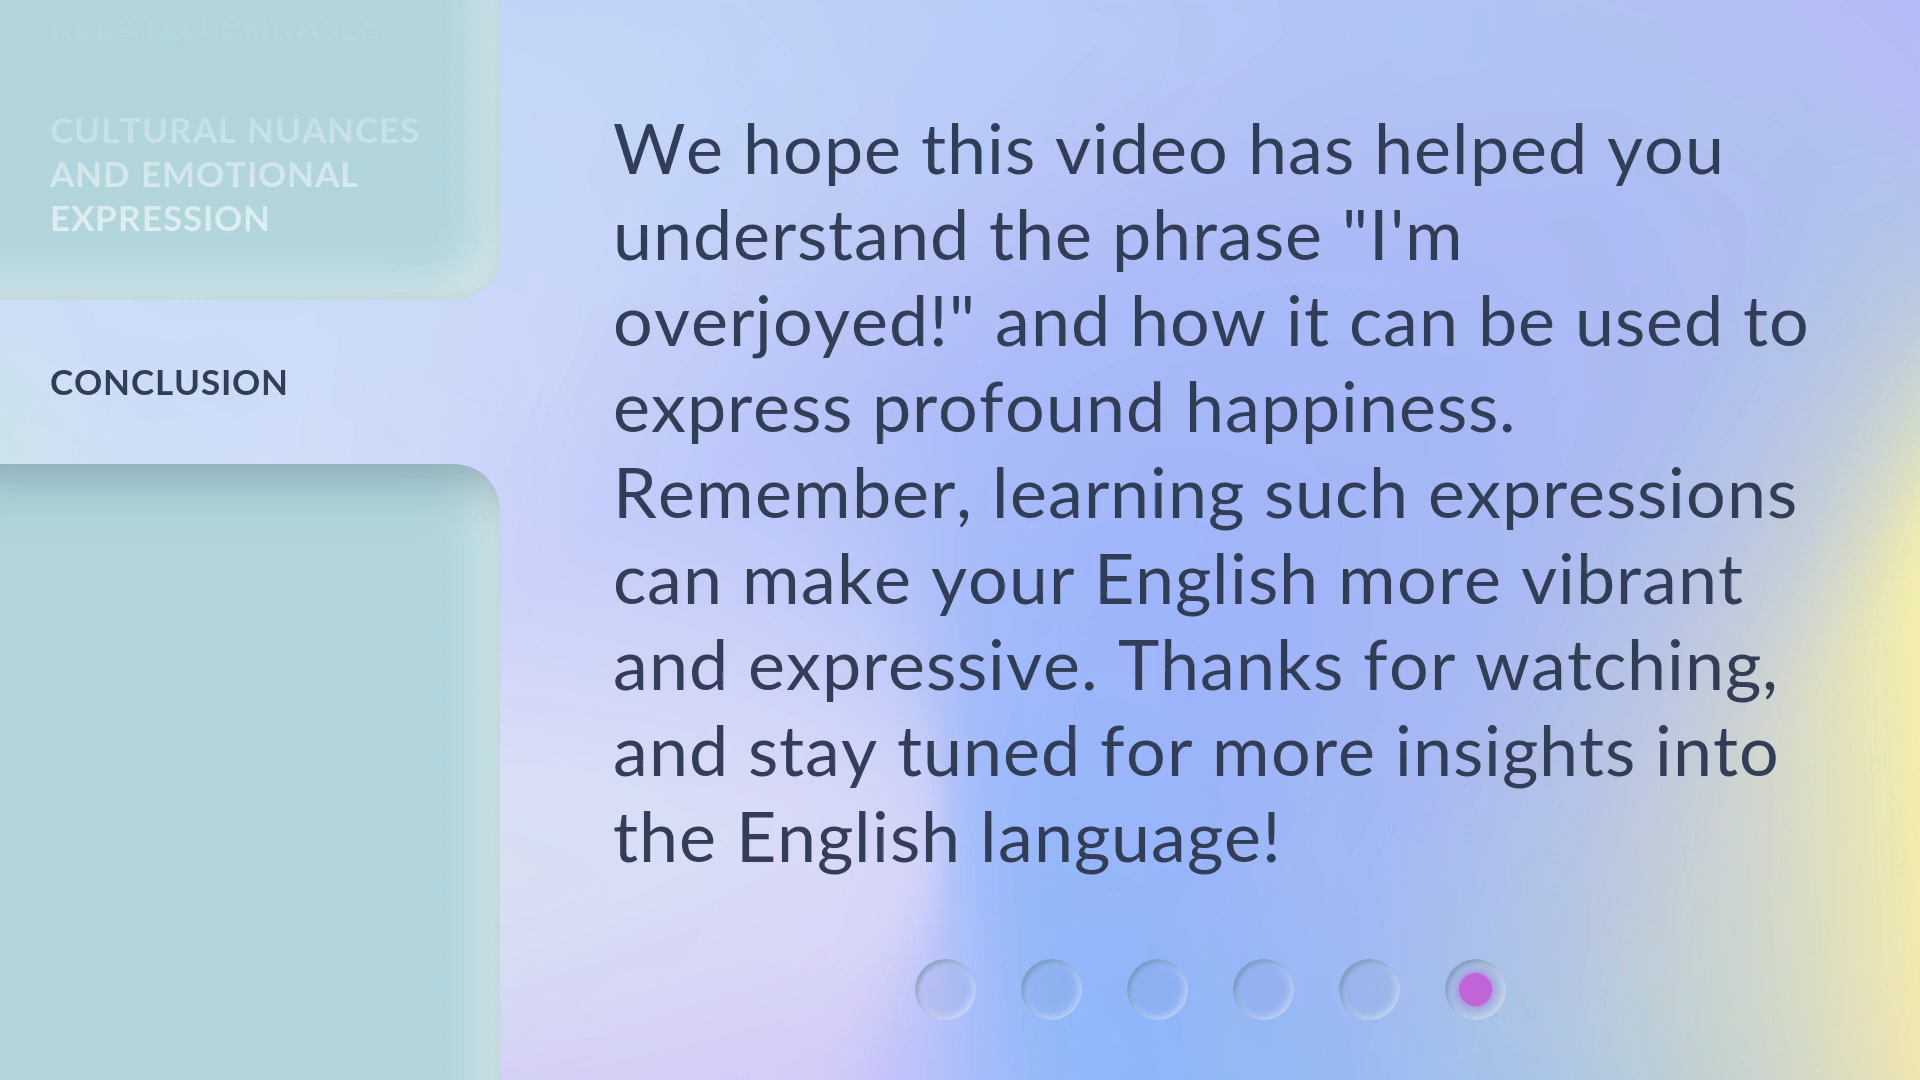 RELATED PHRASES
CULTURAL NUANCES
AND EMOTIONAL
EXPRESSION
CONCLUSION
We hope this video has helped you
understand the phrase "I'm
overjoyed!" and how it can be used to
express profound happiness.
Remember, learning such expressions
can make your English more vibrant
and expressive. Thanks for watching,
and stay tuned for more insights into
the English language!